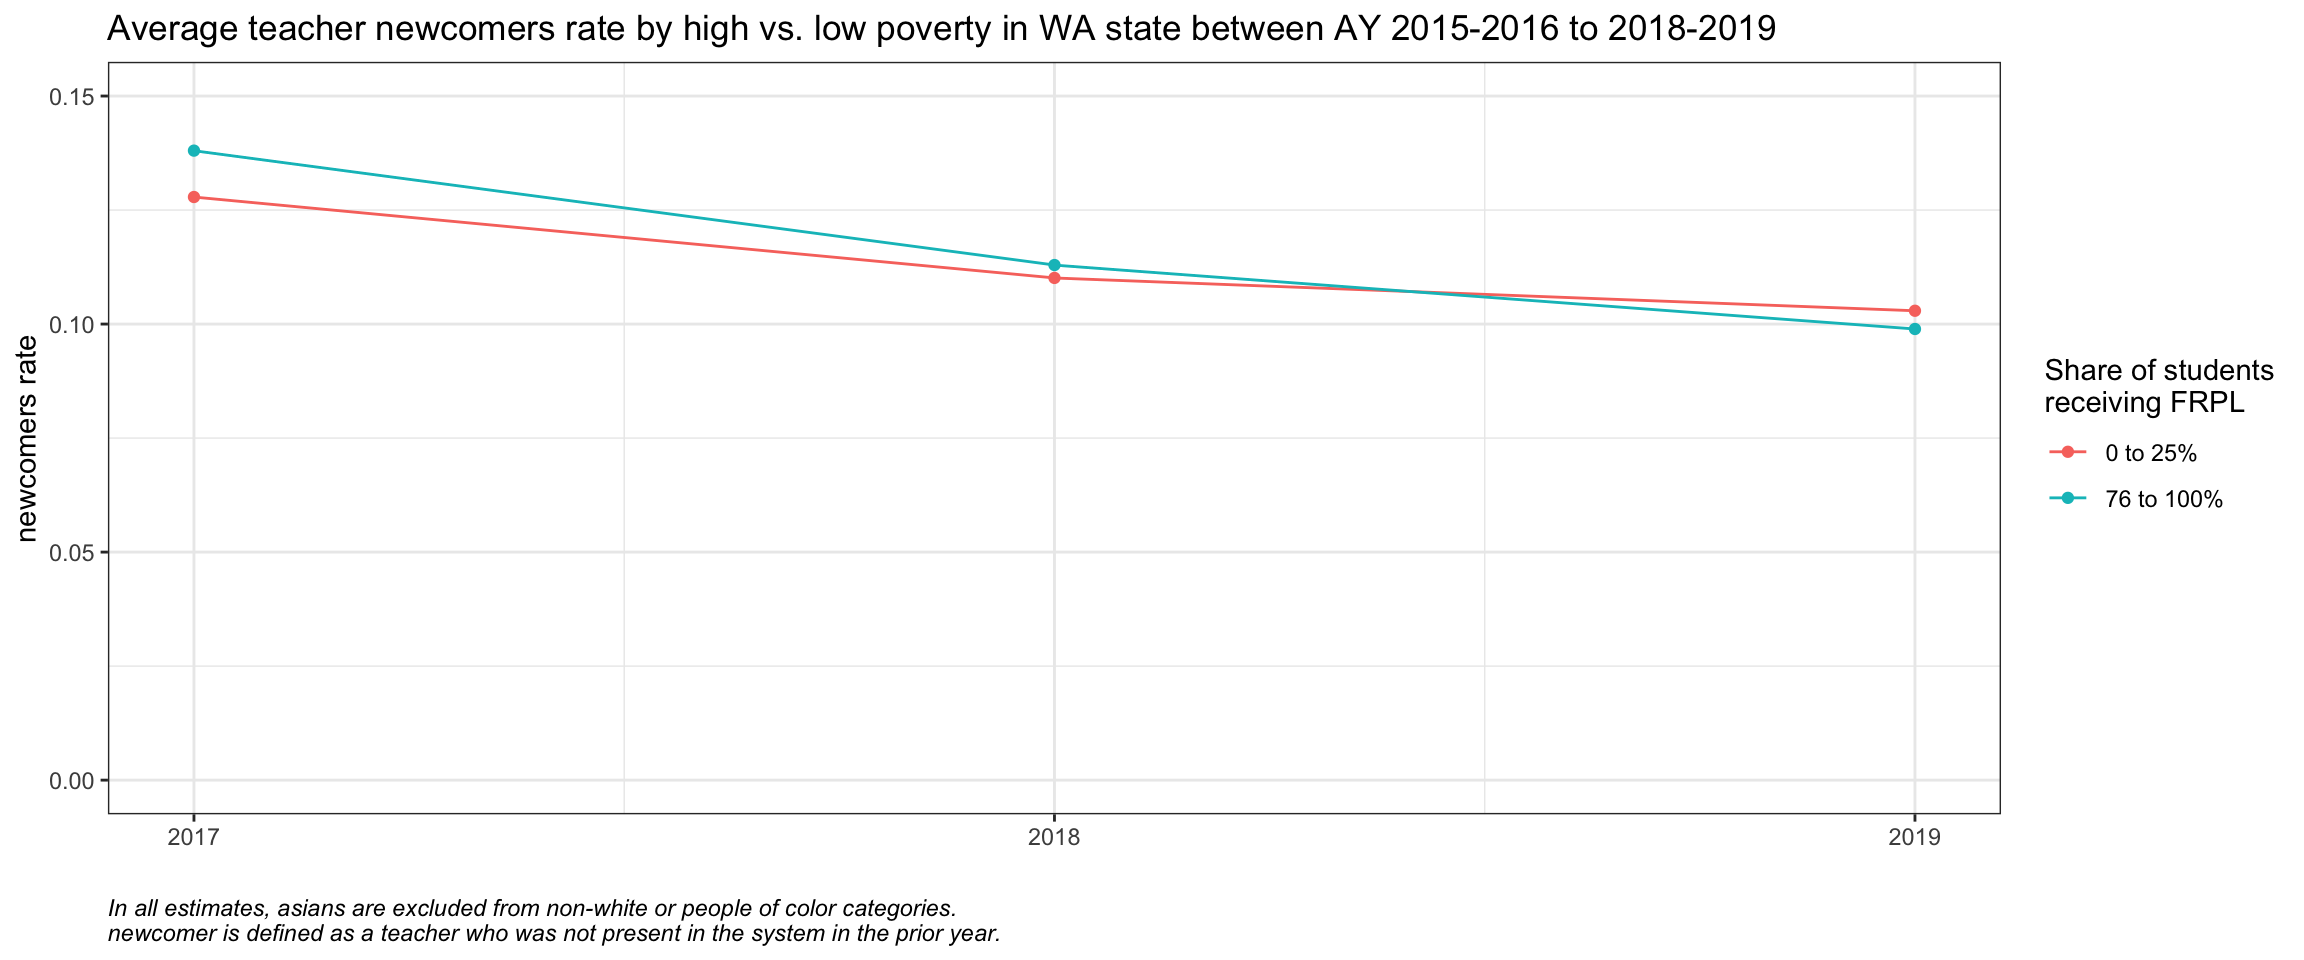 Average teacher newcomers rate by high vs. low poverty in WA state between AY 2015-2016 to 2018-2019
0.15
0.10
0.05
0.00
newcomers rate
2017
2018
2019
Share of students
receiving FRPL
0 to 25%
76 to 100%
In all estimates, asians are excluded from non-white or people of color categories.
newcomer is defined as a teacher who was not present in the system in the prior year.